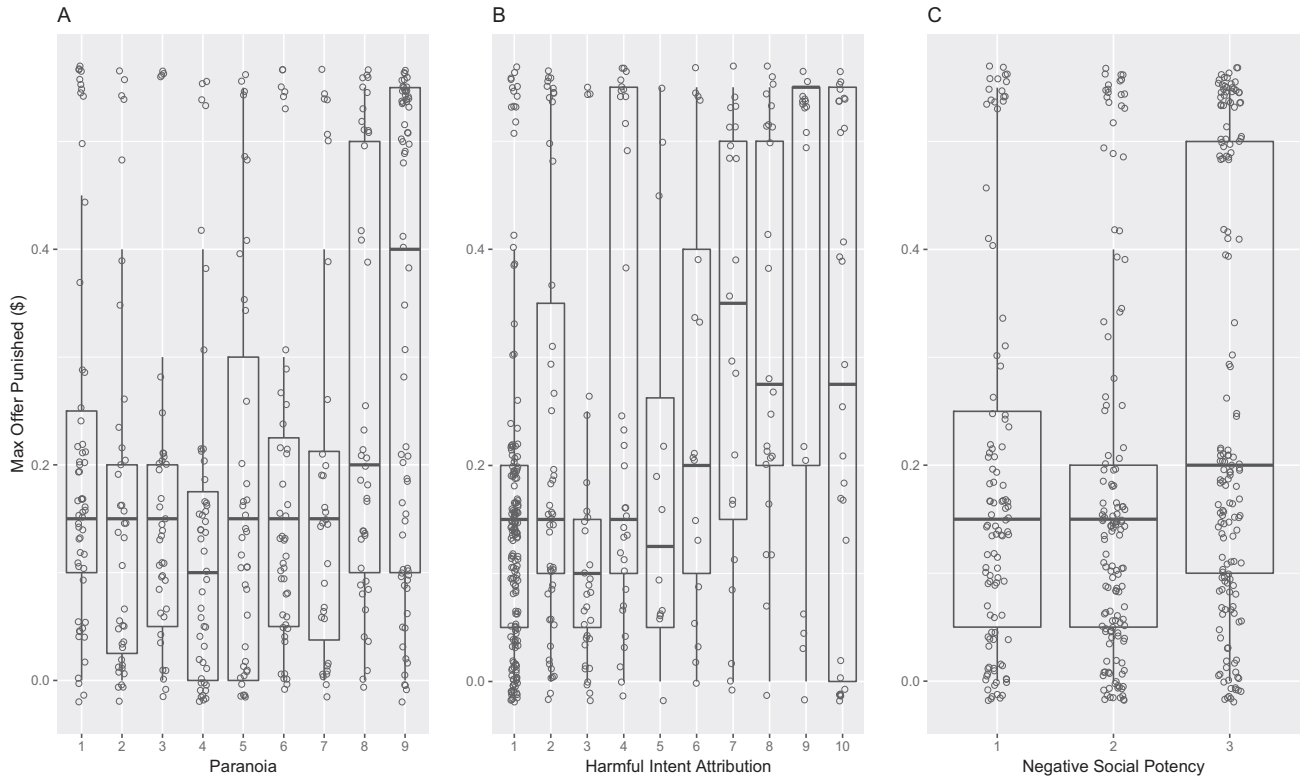 A
B
C
Max Offer Punished ($)
0.4
0.2
0.0
1 2 3 4 5 6 7 8 9
Paranoia
0.4
0.2
0.0
1 2 3 4 5 6 7 8 9 10
Harmful Intent Attribution
0.4
0.2
0.0
1 2 3
Negative Social Potency